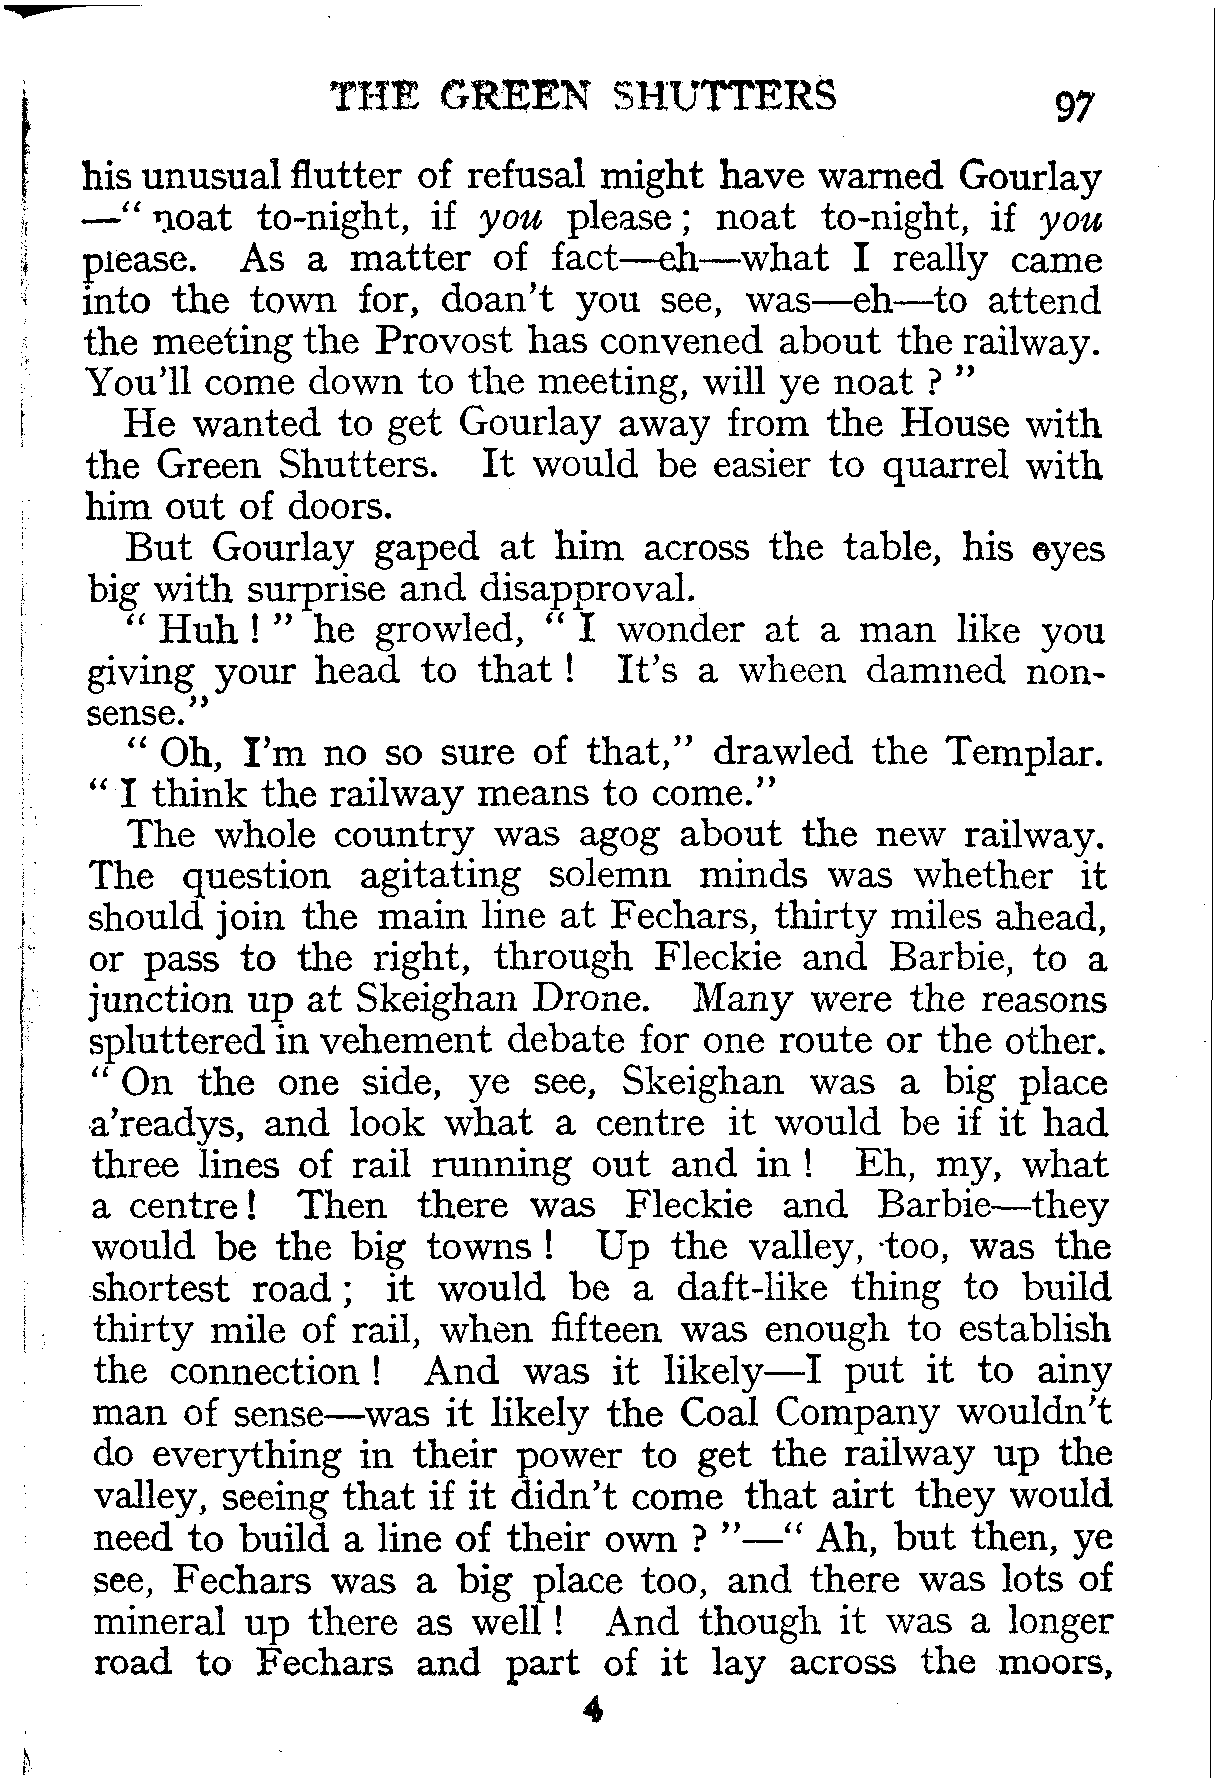 THE GREEN SHUTTERS 97
his unusual flutter of refusal might have warned Gourlay
—“ noat to-night, if you please ; noat to-night, if you
please. As a matter of fact—eh—what I really came
into the town for, doan’t you see, was—eh—to attend
the meeting the Provost has convened about the railway.
You’ll come down to the meeting, will ye noat ? ”
He wanted to get Gourlay away from the House with
the Green Shutters. It would be easier to quarrel with
him out of doors.
But Gourlay gaped at him across the table, his eyes
big with surprise and disapproval.
“ Huh ! ” he growled, “ I wonder at a man like you
giving your head to that ! It’s a wheen damned non-
sense.”
“ Oh, I’m no so sure of that,” drawled the Templar.
“ I think the railway means to come.”
The whole country was agog about the new railway.
The question agitating solemn minds was whether it
should join the main line at Fechars, thirty miles ahead,
or pass to the right, through Fleckie and Barbie, to a
junction up at Skeighan Drone. Many were the reasons
spluttered in vehement debate for one route or the other.
“ On the one side, ye see, Skeighan was a big place
a’readys, and look what a centre it would be if it had
three lines of rail running out and in ! Eh, my, what
a centre ! Then there was Fleckie and Barbie—they
would be the big towns ! Up the valley, too, was the
shortest road ; it would be a daft-like thing to build
thirty mile of rail, when fifteen was enough to establish
the connection ! And was it likely—I put it to ainy
man of sense—was it likely the Coal Company wouldn’t
do everything in their power to get the railway up the
valley, seeing that if it didn’t come that airt they would
need to build a line of their own ? ”—“ Ah, but then, ye
see, Fechars was a big place too, and there was lots of
mineral up there as well ! And though it was a longer
road to Fechars and part of it lay across the moors,
4